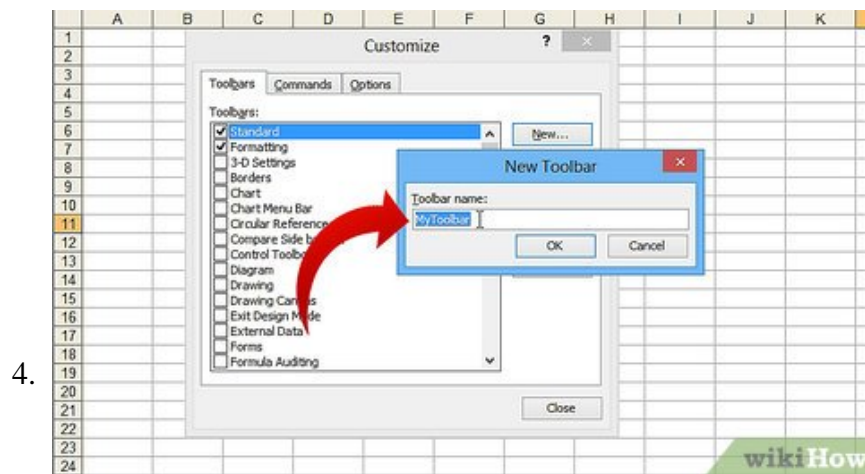 A B C D E F G H I J K
1
2
3
4
5
6
7
8
9
10
11
12
13
14
15
16
17
18
19
20
21
22
23
24
Customize ?
Toolbars Commands Options
Toolbars:
Standard
Formatting
3-D Settings
Borders
Chart
Chart Menu Bar
Circular Reference
Compare Side
Control
Diagram
Drawing
Drawing
Exit Design
External Data
Forms
Formula Auditing
New...
New Toolbar
Toolbar name:
MyToolbar
OK Cancel
Close
4.
wikiHow